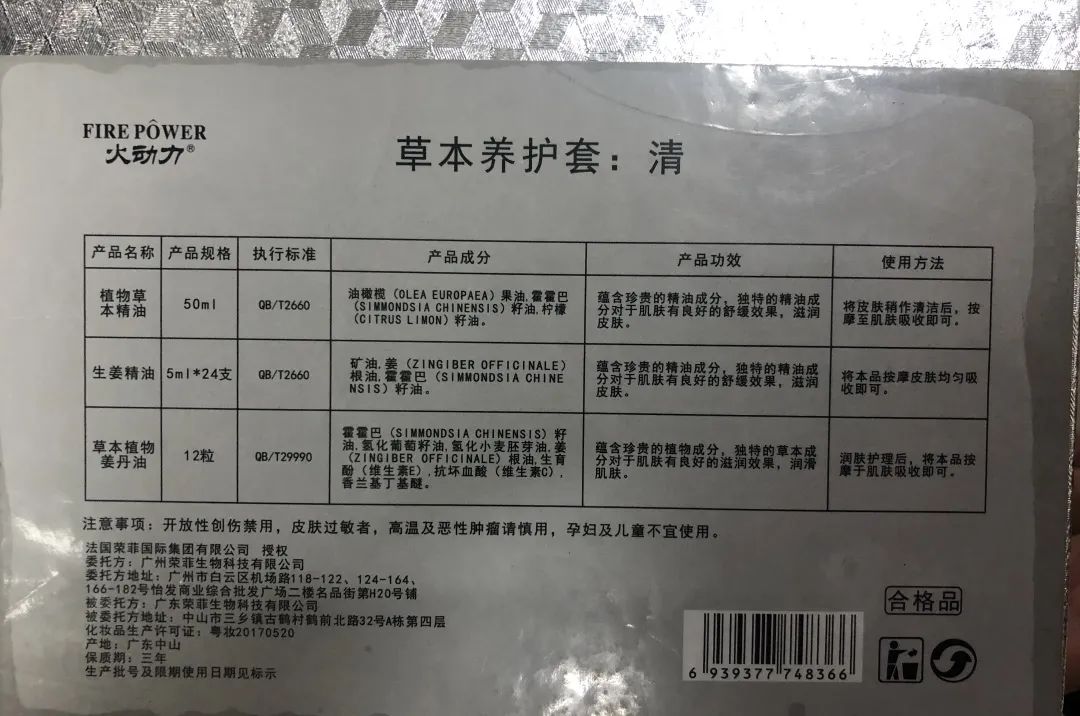 FIRE POWER
火动力®
草本养护套：清
产品名称 产品规格 执行标准 产品成分 产品功效 使用方法
植物草
本精油
50ml
QB/T2660
油橄榄（OLEA EUROPAEA）果油,霍霍巴
（SIMMONDSIA CHINENSIS）籽油,柠檬
（CITRUS LIMON）籽油。
蕴含珍贵的精油成分，独特的精油成
分对于肌肤有良好的舒缓效果，滋润
皮肤。
将皮肤稍作清洁后，按
摩至肌肤吸收即可。
生姜精油
5ml*24支
QB/T2660
矿油,姜（ZINGIBER OFFICINALE）
根油,霍霍巴（SIMMONDSIA CHINE
NSIS）籽油。
蕴含珍贵的精油成分，独特的精油成
分对于肌肤有良好的舒缓效果，滋润
皮肤。
将本品按摩皮肤均匀吸
收即可。
草本植物
姜丹油
12粒
QB/T29990
霍霍巴（SIMMONDSIA CHINENSIS）籽
油,氢化葡萄籽油,氢化小麦胚芽油,姜
（ZINGIBER OFFICINALE）根油,生育
酚（维生素E）,抗坏血酸（维生素C）,
香兰基丁基醚。
蕴含珍贵的植物成分，独特的草本成
分对于肌肤有良好的滋润效果，润滑
肌肤。
润肤护理后，将本品按
摩于肌肤吸收即可。
注意事项：开放性创伤禁用，皮肤过敏者，高温及恶性肿瘤请慎用，孕妇及儿童不宜使用。
法国荣菲国际集团有限公司 授权
委托方：广州荣菲生物科技有限公司
委托方地址：广州市白云区机场路118-122、124-164、
166-182号怡发商业综合批发广场二楼名品街第H20号铺
被委托方：广东荣菲生物科技有限公司
被委托方地址：中山市三乡镇古鹤村鹤前北路32号A栋第四层
化妆品生产许可证：粤妆20170520
产地：广东中山
保质期：三年
生产批号及限期使用日期见标示
合格品
6 939377 748366